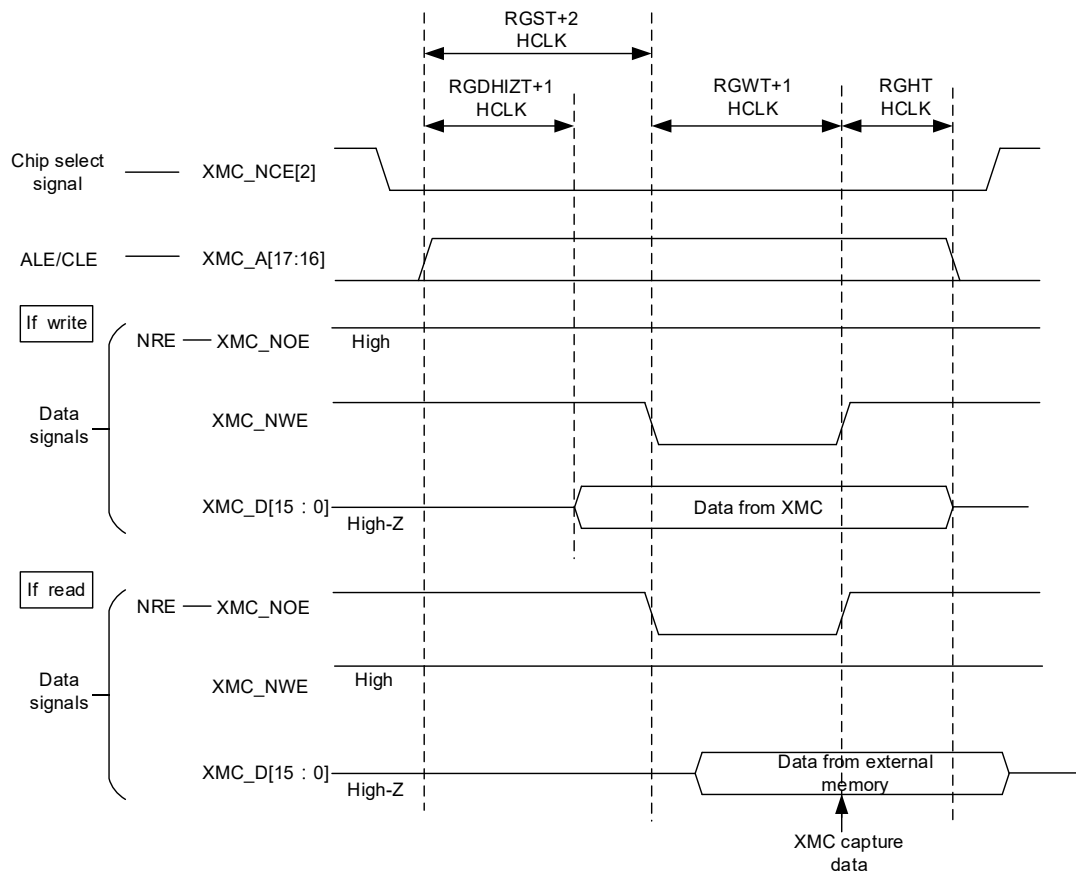 RGST+2
HCLK
RGDHIZT+1
HCLK
RGWT+1
HCLK
RGHT
HCLK
Chip select
signal
XMC_NCE[2]
ALE/CLE
XMC_A[17:16]
If write
NRE
XMC_NOE
High
Data
signals
XMC_NWE
XMC_D[15 : 0]
High-Z
Data from XMC
If read
NRE
XMC_NOE
Data
signals
XMC_NWE
High
XMC_D[15 : 0]
High-Z
Data from external
memory
XMC capture
data